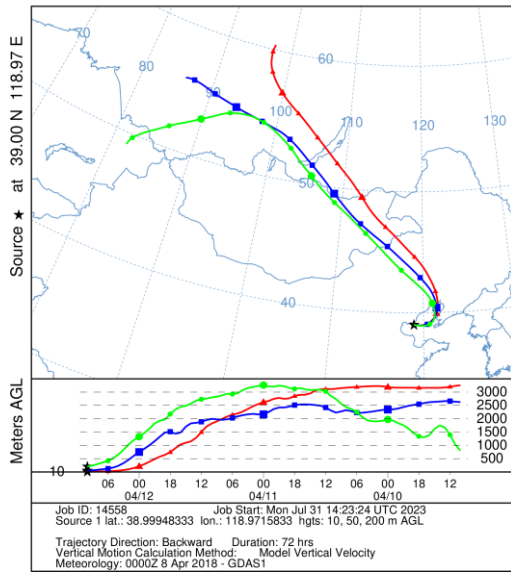 Source ★ at 39.00 N 118.97 E
70
80
90
100
110
120
130
60
50
40
Meters AGL
3000
2500
2000
1500
1000
500
10
06 00 18 12 06 00 18 12 06 00 18 12
04/12 04/11 04/10
Job ID: 14558 Job Start: Mon Jul 31 14:23:24 UTC 2023
Source 1 lat.: 38.99948333 lon.: 118.9715833 hgts: 10, 50, 200 m AGL
Trajectory Direction: Backward Duration: 72 hrs
Vertical Motion Calculation Method: Model Vertical Velocity
Meteorology: 0000Z 8 Apr 2018 - GDAS1